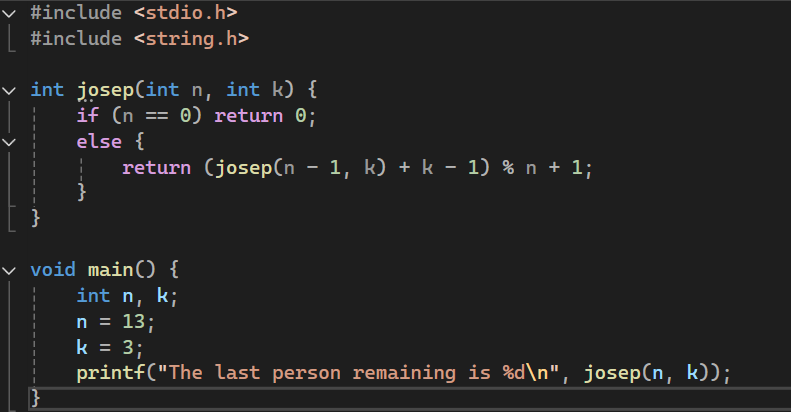 #include <stdio.h>
#include <string.h>
int josep(int n, int k) {
if (n == 0) return 0;
else {
return (josep(n - 1, k) + k - 1) % n + 1;
}
}
void main() {
int n, k;
n = 13;
k = 3;
printf("The last person remaining is %d\n", josep(n, k));
}